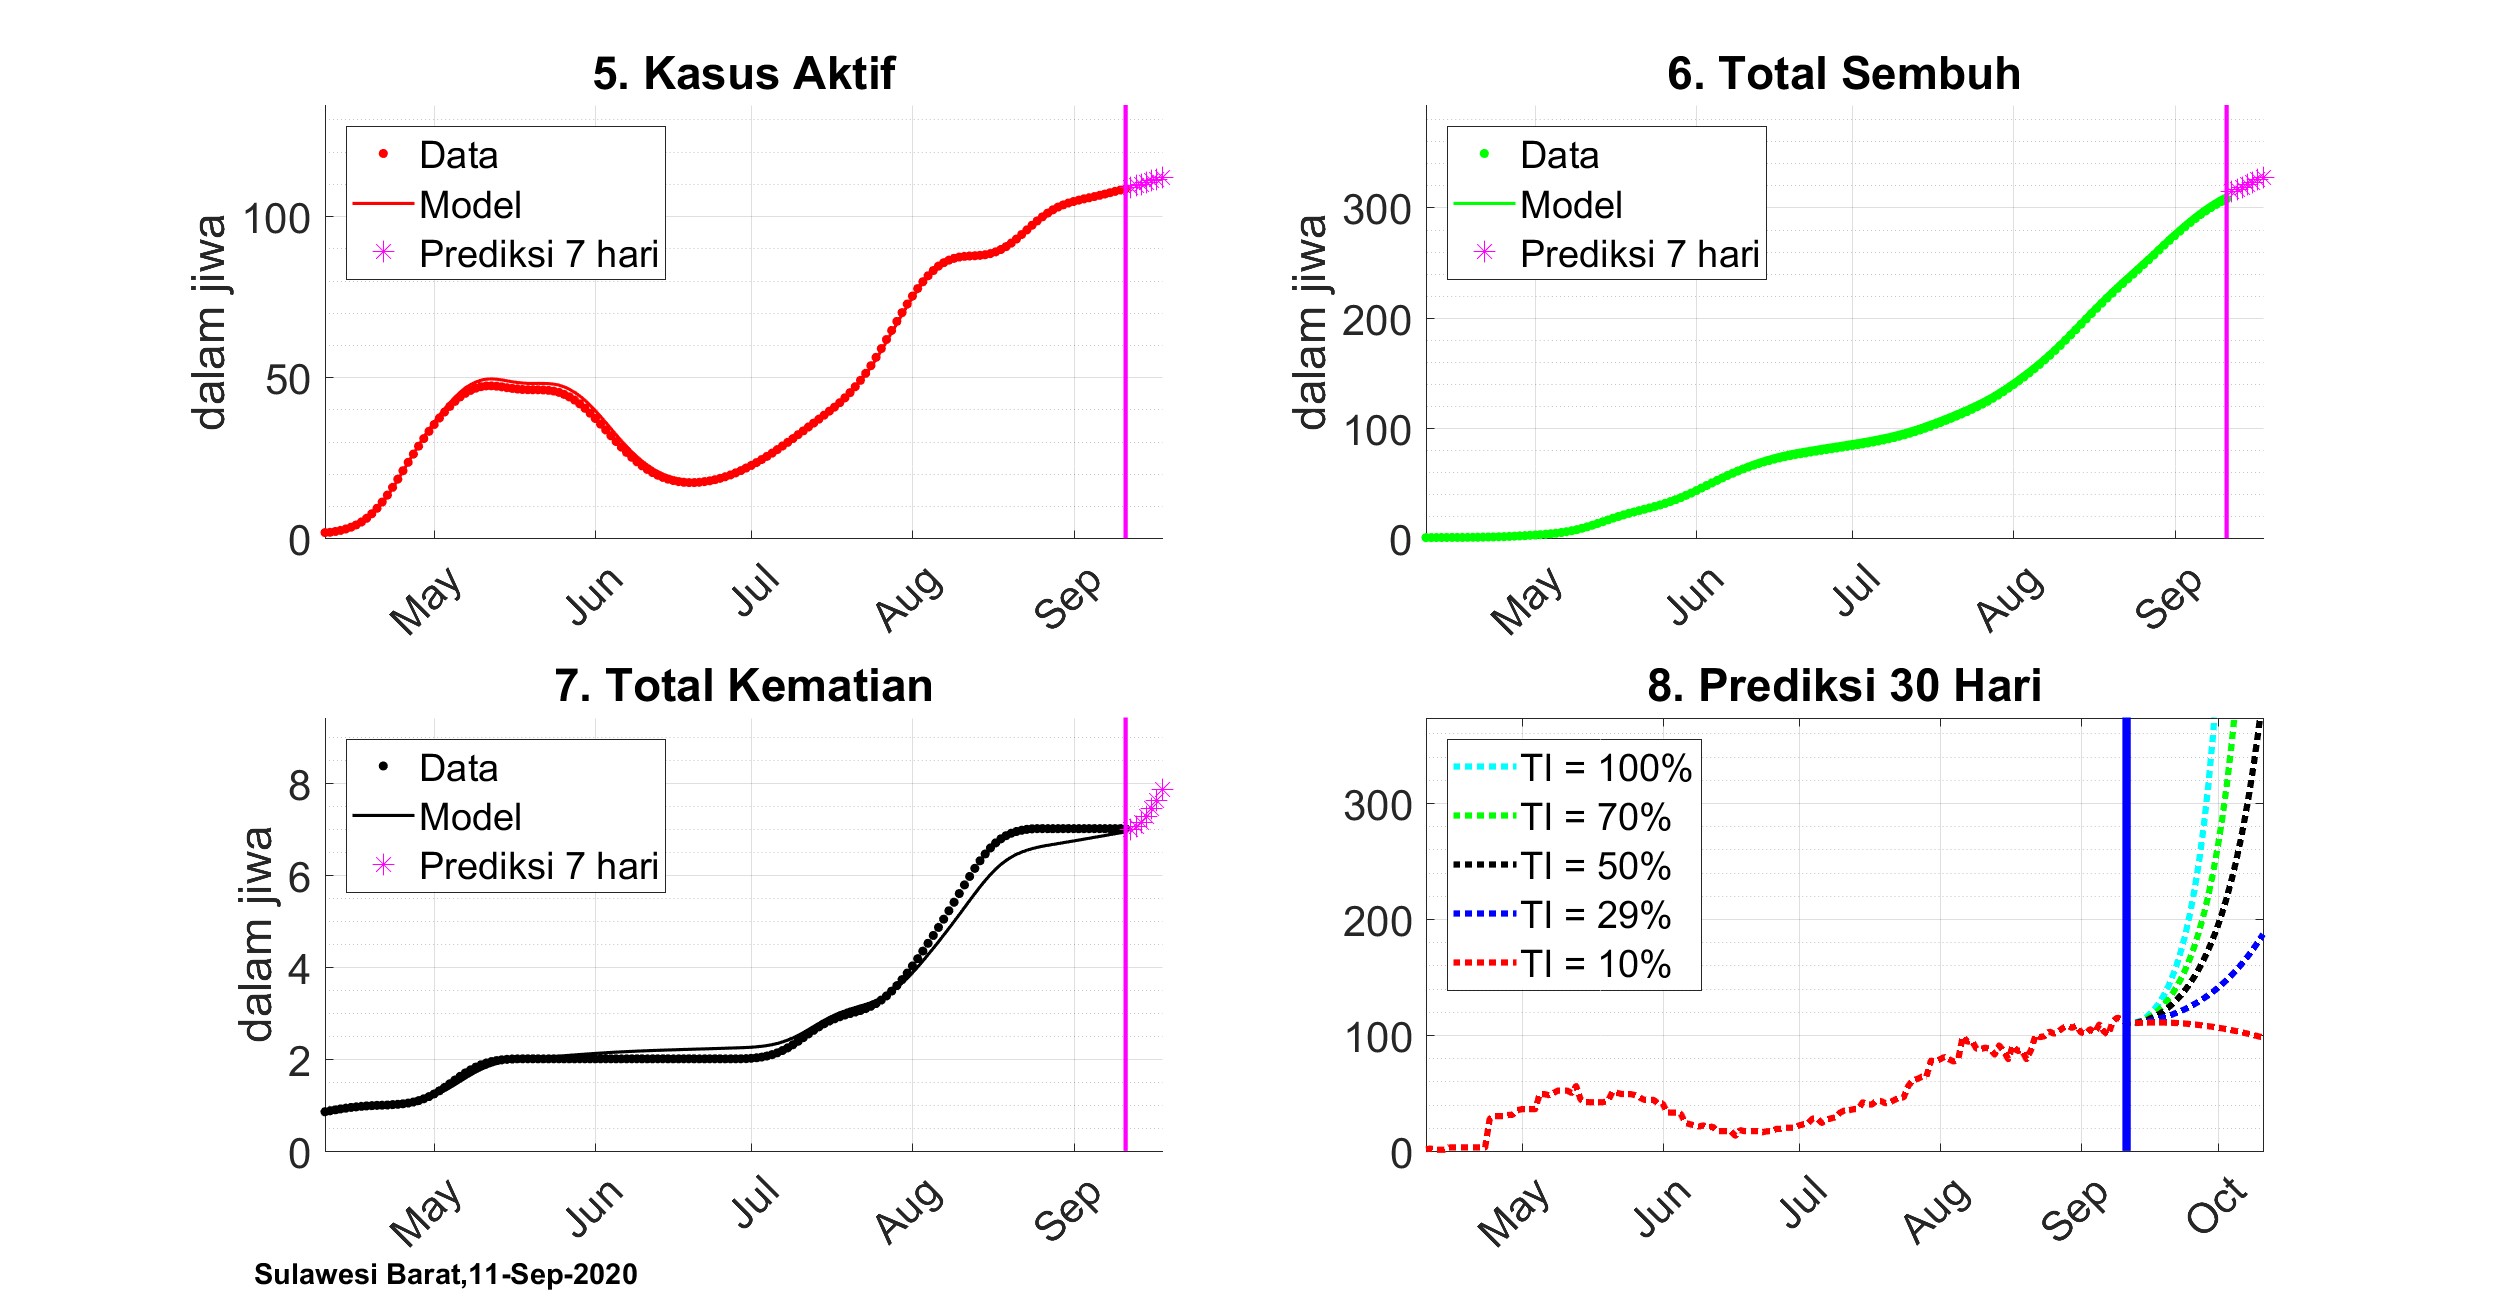 5. Kasus Aktif
dalam jiwa
100
50
0
Data
Model
Prediksi 7 hari
May
Jun
Jul
Aug
Sep
6. Total Sembuh
dalam jiwa
300
200
100
0
Data
Model
Prediksi 7 hari
May
Jun
Jul
Aug
Sep
7. Total Kematian
dalam jiwa
8
6
4
2
0
Data
Model
Prediksi 7 hari
May
Jun
Jul
Aug
Sep
8. Prediksi 30 Hari
300
200
100
0
TI = 100%
TI = 70%
TI = 50%
TI = 29%
TI = 10%
May
Jun
Jul
Aug
Sep
Oct
Sulawesi Barat,11-Sep-2020